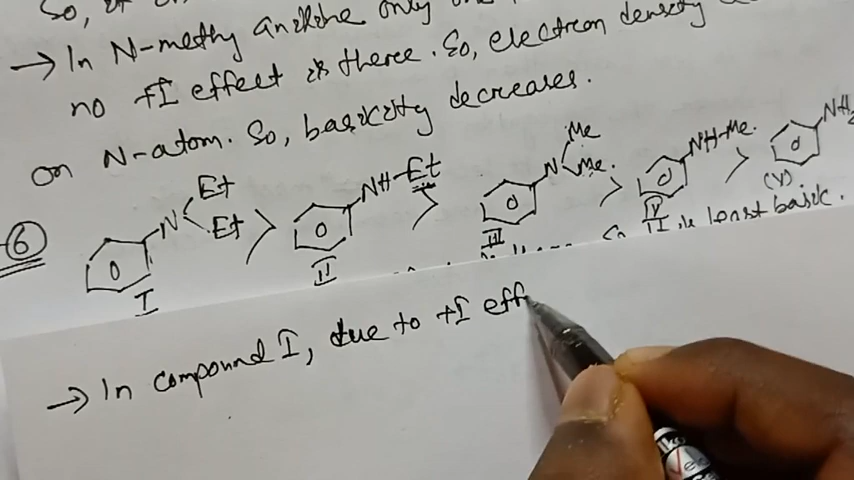 So,
→ In N-methy aniline only
no +I effect is there. So, electron density
on N-atom. So, basicity decreases.
6
N Et Et > NH-Et > N Me Me. > NH-Me. > NH2
I II III IV (V)
So II is least basic.
→ In compound I, due to +I eff